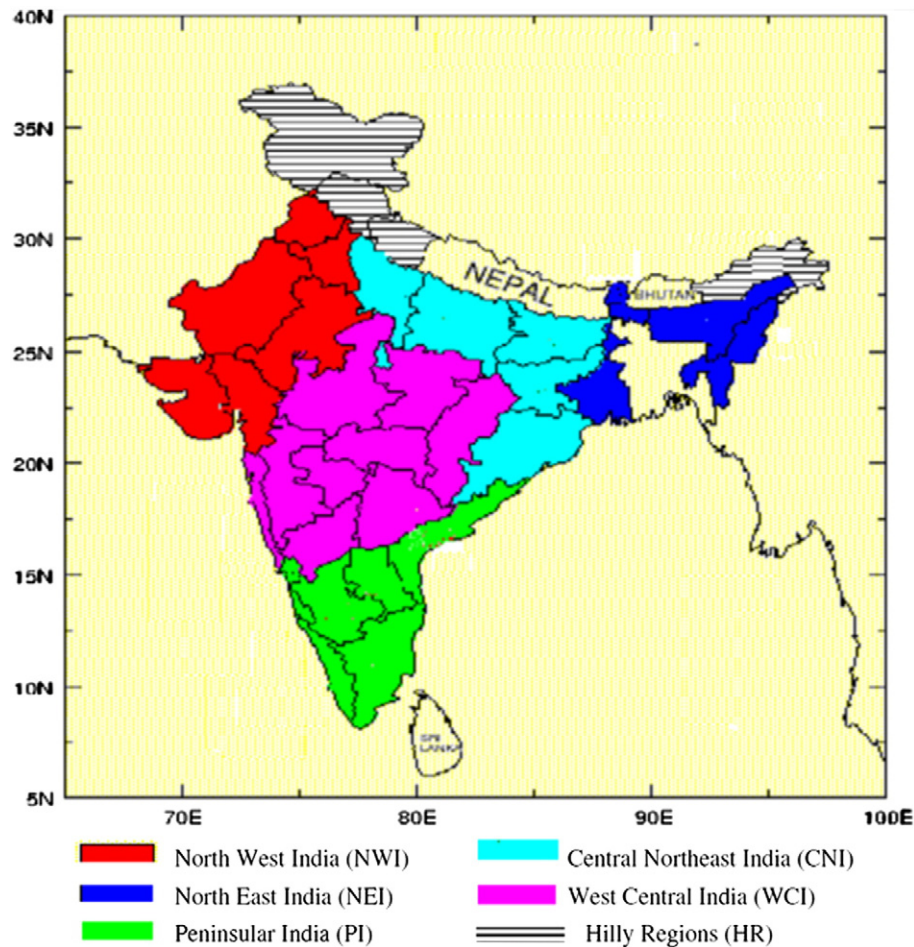 40N
35N
30N
25N
20N
15N
10N
5N
NEPAL
BHUTAN
SRI
LANKA
70E 80E 90E 100E
North West India (NWI) Central Northeast India (CNI)
North East India (NEI) West Central India (WCI)
Peninsular India (PI) Hilly Regions (HR)